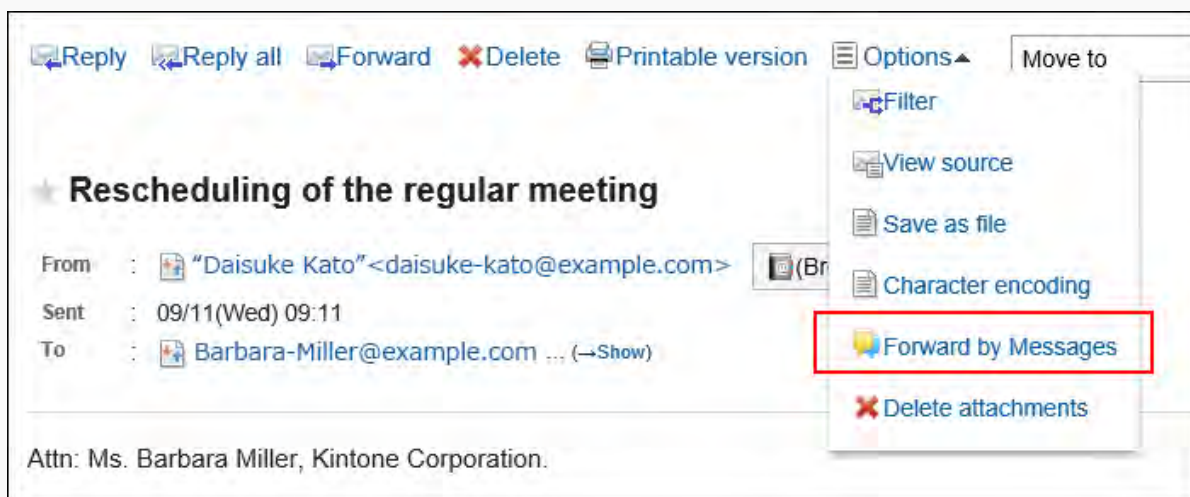 Reply Reply all Forward Delete Printable version Options▲ Move to
Filter
View source
Rescheduling of the regular meeting
Save as file
From : "Daisuke Kato"<daisuke-kato@example.com> (Br
Character encoding
Sent : 09/11(Wed) 09:11
To : Barbara-Miller@example.com ... (→Show)
Forward by Messages
Delete attachments
Attn: Ms. Barbara Miller, Kintone Corporation.